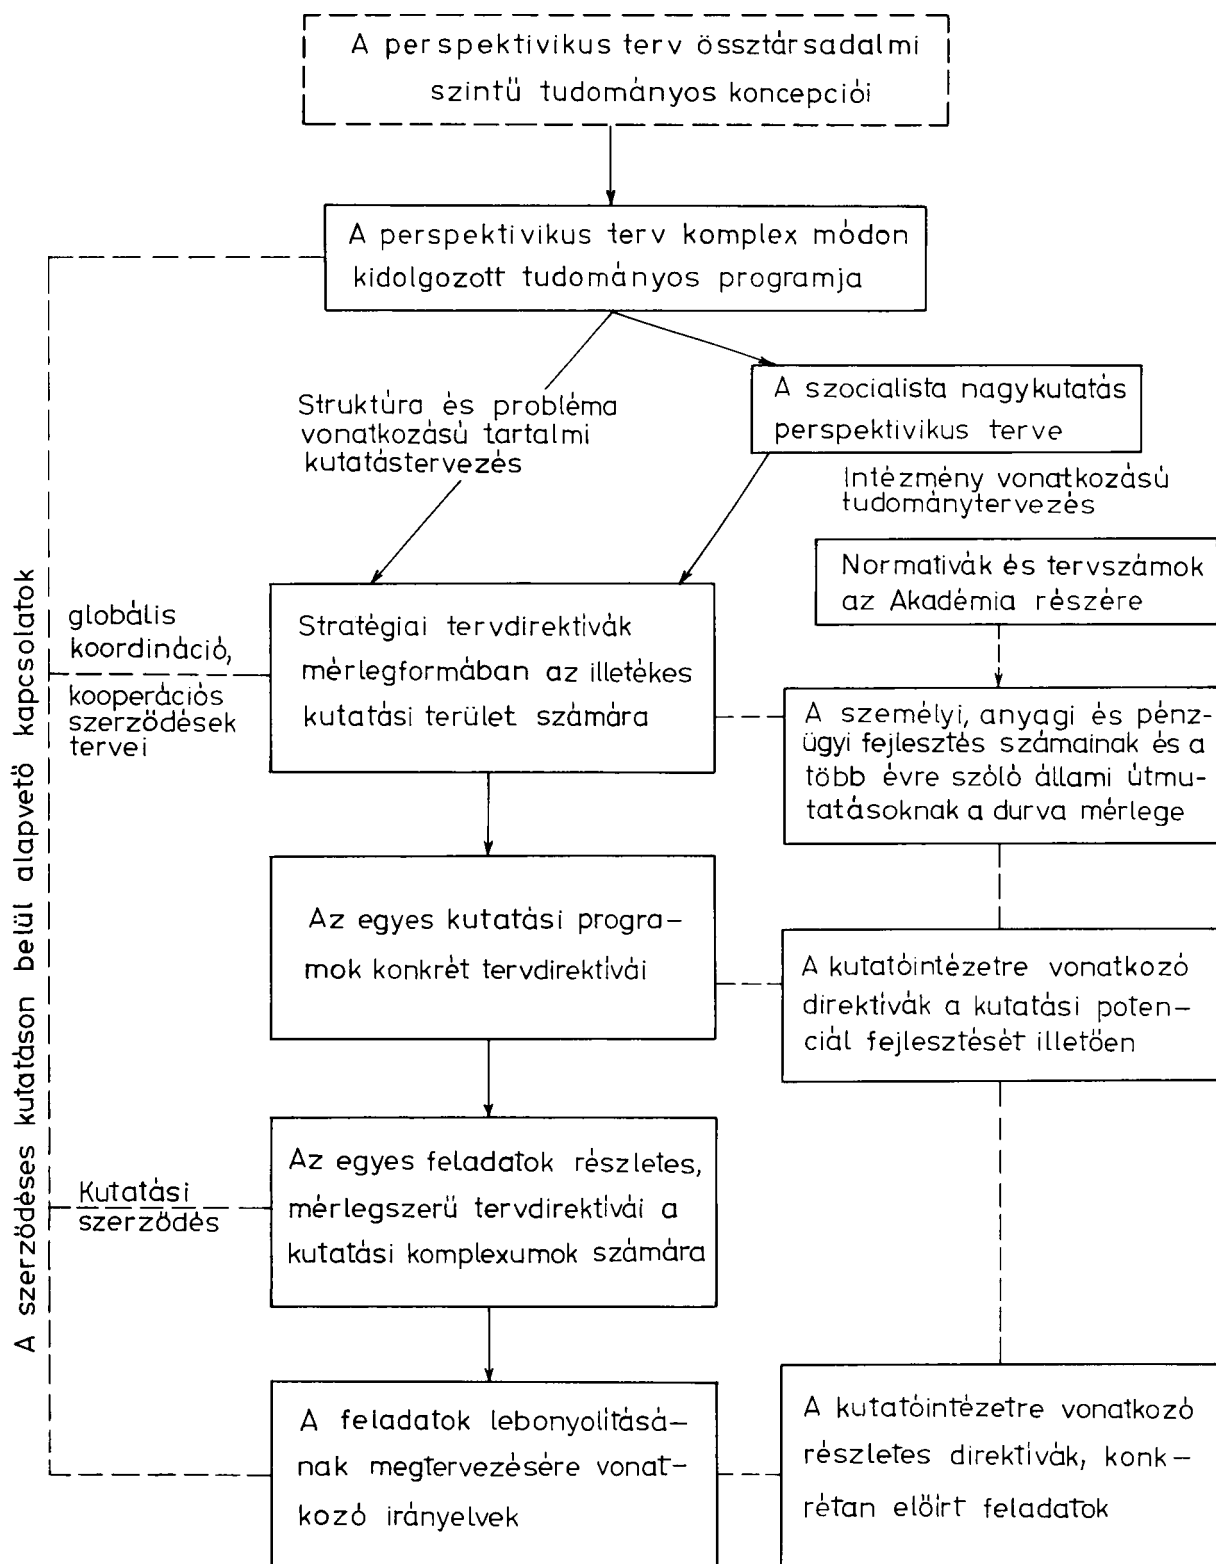 A perspektivikus terv össztársadalmi
szintű tudományos koncepciói
A perspektivikus terv komplex módon
kidolgozott tudományos programja
Struktúra és probléma
vonatkozású tartalmi
kutatástervezés
A szocialista nagykutatás
perspektivikus terve
Intézmény vonatkozású
tudománytervezés
Normatívák és tervszámok
az Akadémia részére
A szerződéses kutatáson belül alapvető kapcsolatok
globális
koordináció,
kooperációs
szerződések
tervei
Stratégiai tervdirektívák
mérlegformában az illetékes
kutatási terület számára
A személyi, anyagi és pénz-
ügyi fejlesztés számainak és a
több évre szóló állami útmu-
tatásoknak a durva mérlege
Az egyes kutatási progra-
mok konkrét tervdirektívái
A kutatóintézetre vonatkozó
direktívák a kutatási poten-
ciál fejlesztését illetően
Kutatási
szerződés
Az egyes feladatok részletes,
mérlegszerű tervdirektívái a
kutatási komplexumok számára
A feladatok lebonyolításá-
nak megtervezésére vonat-
kozó irányelvek
A kutatóintézetre vonatkozó
részletes direktívák, konk-
rétan előírt feladatok